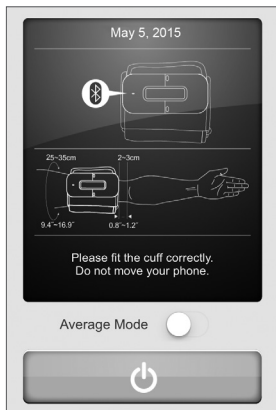 May 5, 2015
25~35cm 2~3cm
9.4"~16.9" 0.8"~1.2"
Please fit the cuff correctly.
Do not move your phone.
Average Mode